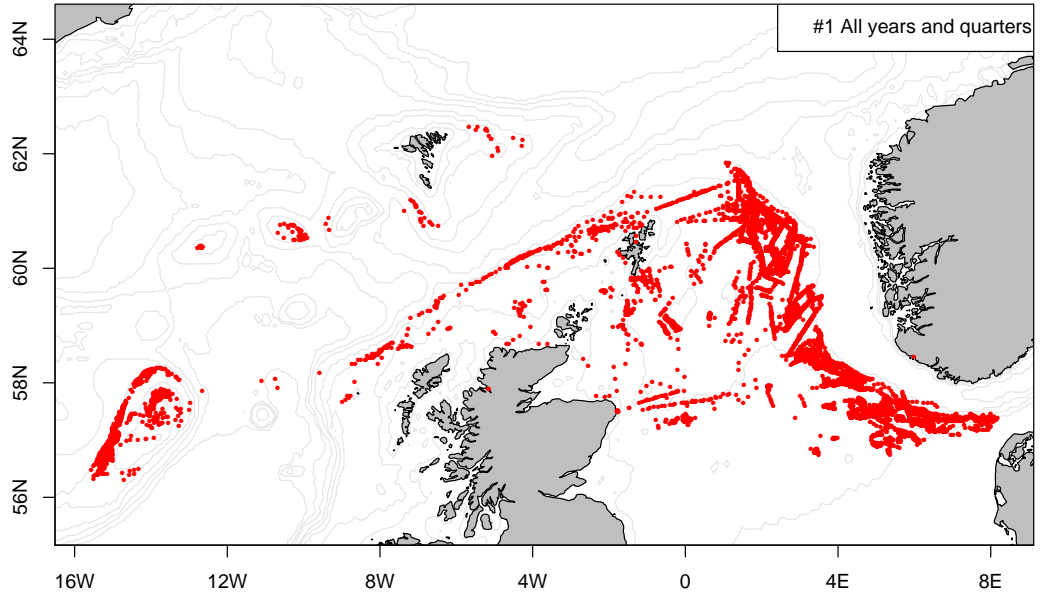 #1 All years and quarters
64N
62N
60N
58N
56N
16W
12W
8W
4W
0
4E
8E